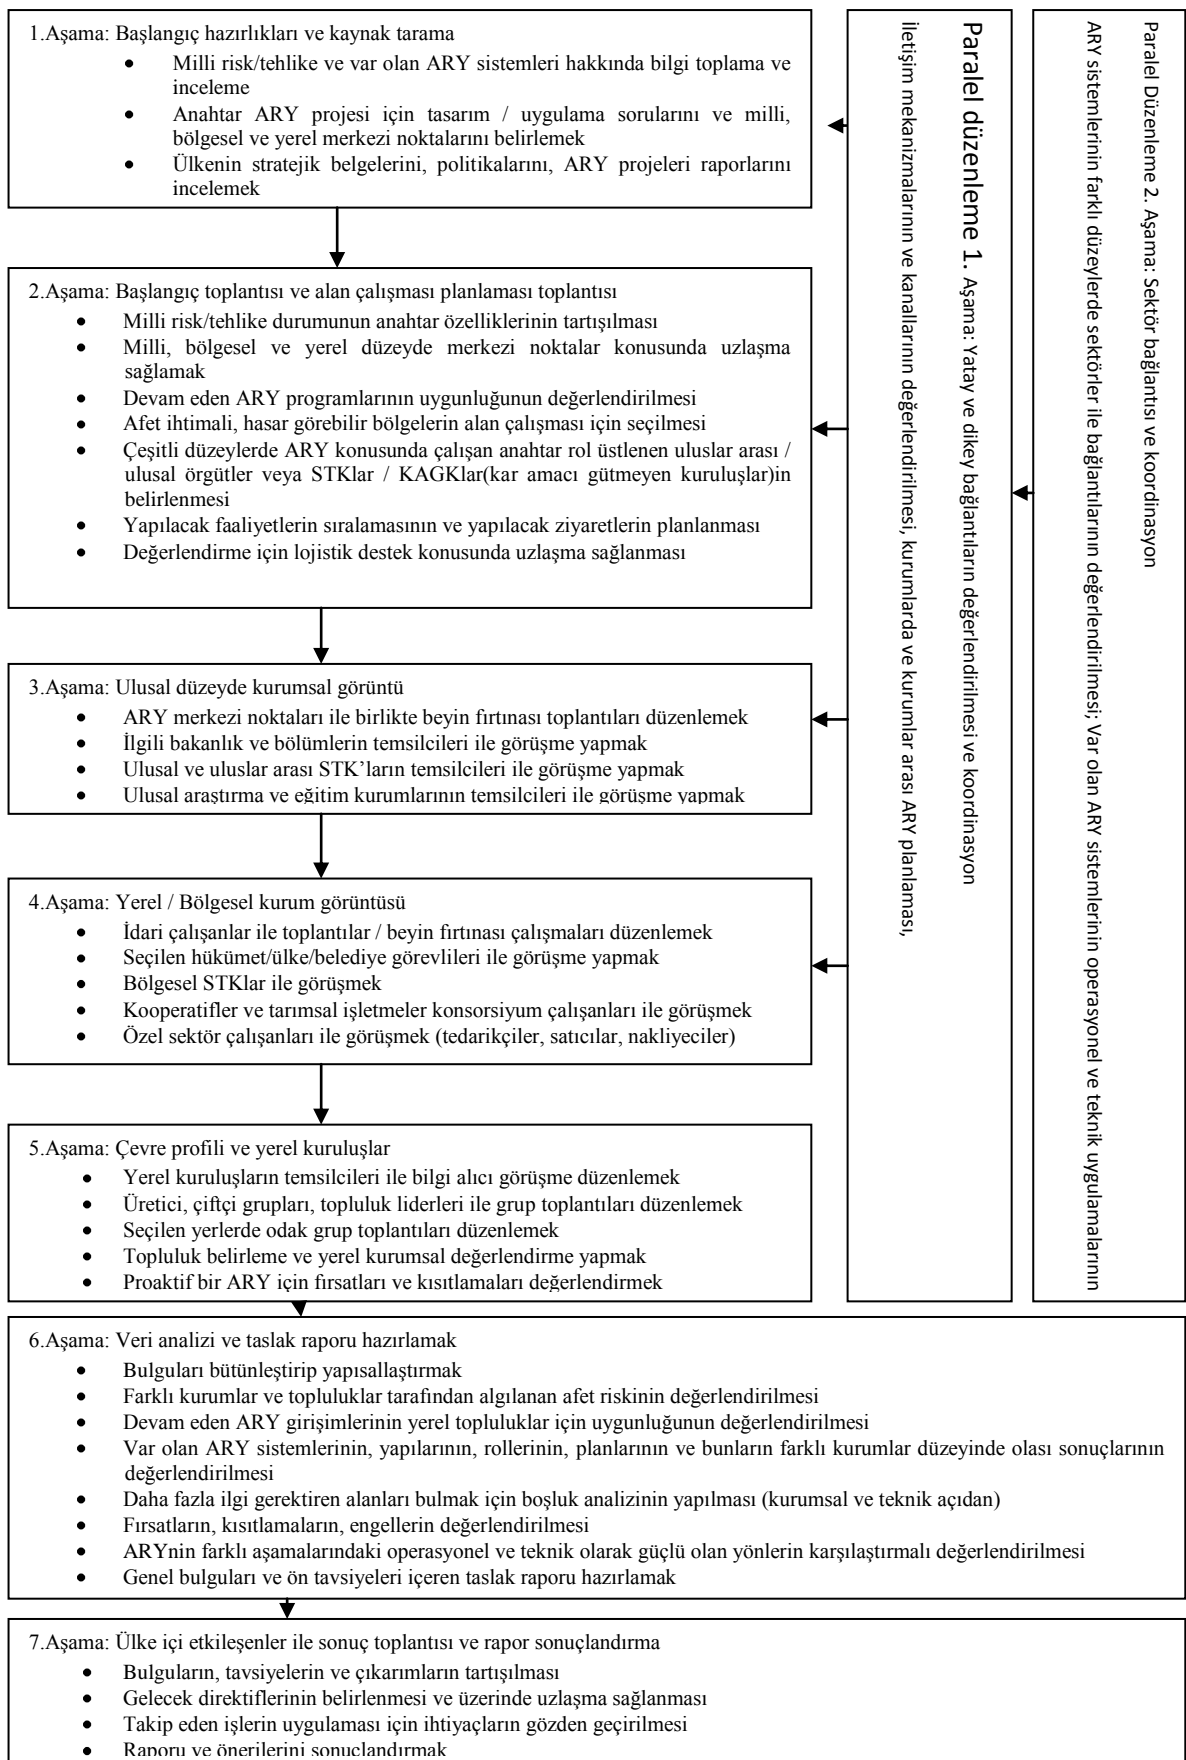 1.Aşama: Başlangıç hazırlıkları ve kaynak tarama
• Milli risk/tehlike ve var olan ARY sistemleri hakkında bilgi toplama ve
inceleme
• Anahtar ARY projesi için tasarım / uygulama sorularını ve milli,
bölgesel ve yerel merkezi noktalarını belirlemek
• Ülkenin stratejik belgelerini, politikalarını, ARY projeleri raporlarını
incelemek
2.Aşama: Başlangıç toplantısı ve alan çalışması planlaması toplantısı
• Milli risk/tehlike durumunun anahtar özelliklerinin tartışılması
• Milli, bölgesel ve yerel düzeyde merkezi noktalar konusunda uzlaşma
sağlamak
• Devam eden ARY programlarının uygunluğunun değerlendirilmesi
• Afet ihtimali, hasar görebilir bölgelerin alan çalışması için seçilmesi
• Çeşitli düzeylerde ARY konusunda çalışan anahtar rol üstlenen uluslar arası /
ulusal örgütler veya STKlar / KAGKlar(kar amacı gütmeyen kuruluşlar)in
belirlenmesi
• Yapılacak faaliyetlerin sıralamasının ve yapılacak ziyaretlerin planlanması
• Değerlendirme için lojistik destek konusunda uzlaşma sağlanması
3.Aşama: Ulusal düzeyde kurumsal görüntü
• ARY merkezi noktaları ile birlikte beyin fırtınası toplantıları düzenlemek
• İlgili bakanlık ve bölümlerin temsilcileri ile görüşme yapmak
• Ulusal ve uluslar arası STK’ların temsilcileri ile görüşme yapmak
• Ulusal araştırma ve eğitim kurumlarının temsilcileri ile görüşme yapmak
4.Aşama: Yerel / Bölgesel kurum görüntüsü
• İdari çalışanlar ile toplantılar / beyin fırtınası çalışmaları düzenlemek
• Seçilen hükümet/ülke/belediye görevlileri ile görüşme yapmak
• Bölgesel STKlar ile görüşmek
• Kooperatifler ve tarımsal işletmeler konsorsiyum çalışanları ile görüşmek
• Özel sektör çalışanları ile görüşmek (tedarikçiler, satıcılar, nakliyeciler)
5.Aşama: Çevre profili ve yerel kuruluşlar
• Yerel kuruluşların temsilcileri ile bilgi alıcı görüşme düzenlemek
• Üretici, çiftçi grupları, topluluk liderleri ile grup toplantıları düzenlemek
• Seçilen yerlerde odak grup toplantıları düzenlemek
• Topluluk belirleme ve yerel kurumsal değerlendirme yapmak
• Proaktif bir ARY için fırsatları ve kısıtlamaları değerlendirmek
Paralel düzenleme 1. Aşama: Yatay ve dikey bağlantıların değerlendirilmesi ve koordinasyon
İletişim mekanizmalarının ve kanallarının değerlendirilmesi, kurumlarda ve kurumlar arası ARY planlaması,
Paralel Düzenleme 2. Aşama: Sektör bağlantısı ve koordinasyon
ARY sistemlerinin farklı düzeylerde sektörler ile bağlantılarının değerlendirilmesi; Var olan ARY sistemlerinin operasyonel ve teknik uygulamalarının
6.Aşama: Veri analizi ve taslak raporu hazırlamak
• Bulguları bütünleştirip yapısallaştırmak
• Farklı kurumlar ve topluluklar tarafından algılanan afet riskinin değerlendirilmesi
• Devam eden ARY girişimlerinin yerel topluluklar için uygunluğunun değerlendirilmesi
• Var olan ARY sistemlerinin, yapılarının, rollerinin, planlarının ve bunların farklı kurumlar düzeyinde olası sonuçlarının
değerlendirilmesi
• Daha fazla ilgi gerektiren alanları bulmak için boşluk analizinin yapılması (kurumsal ve teknik açıdan)
• Fırsatların, kısıtlamaların, engellerin değerlendirilmesi
• ARYnin farklı aşamalarındaki operasyonel ve teknik olarak güçlü olan yönlerin karşılaştırmalı değerlendirilmesi
• Genel bulguları ve ön tavsiyeleri içeren taslak raporu hazırlamak
7.Aşama: Ülke içi etkileşenler ile sonuç toplantısı ve rapor sonuçlandırma
• Bulguların, tavsiyelerin ve çıkarımların tartışılması
• Gelecek direktiflerinin belirlenmesi ve üzerinde uzlaşma sağlanması
• Takip eden işlerin uygulaması için ihtiyaçların gözden geçirilmesi
• Raporu ve önerilerini sonuçlandırmak